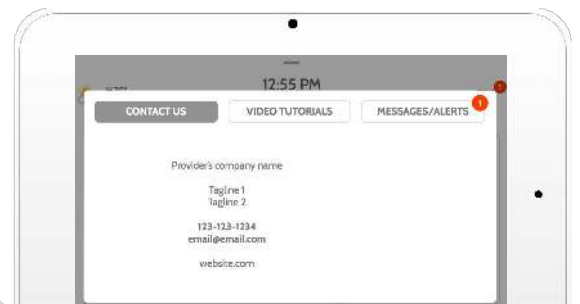 12:55 PM
CONTACT US
VIDEO TUTORIALS
MESSAGES/ALERTS
1
Provider's company name
Tagline 1
Tagline 2
123-123-1234
email@email.com
website.com